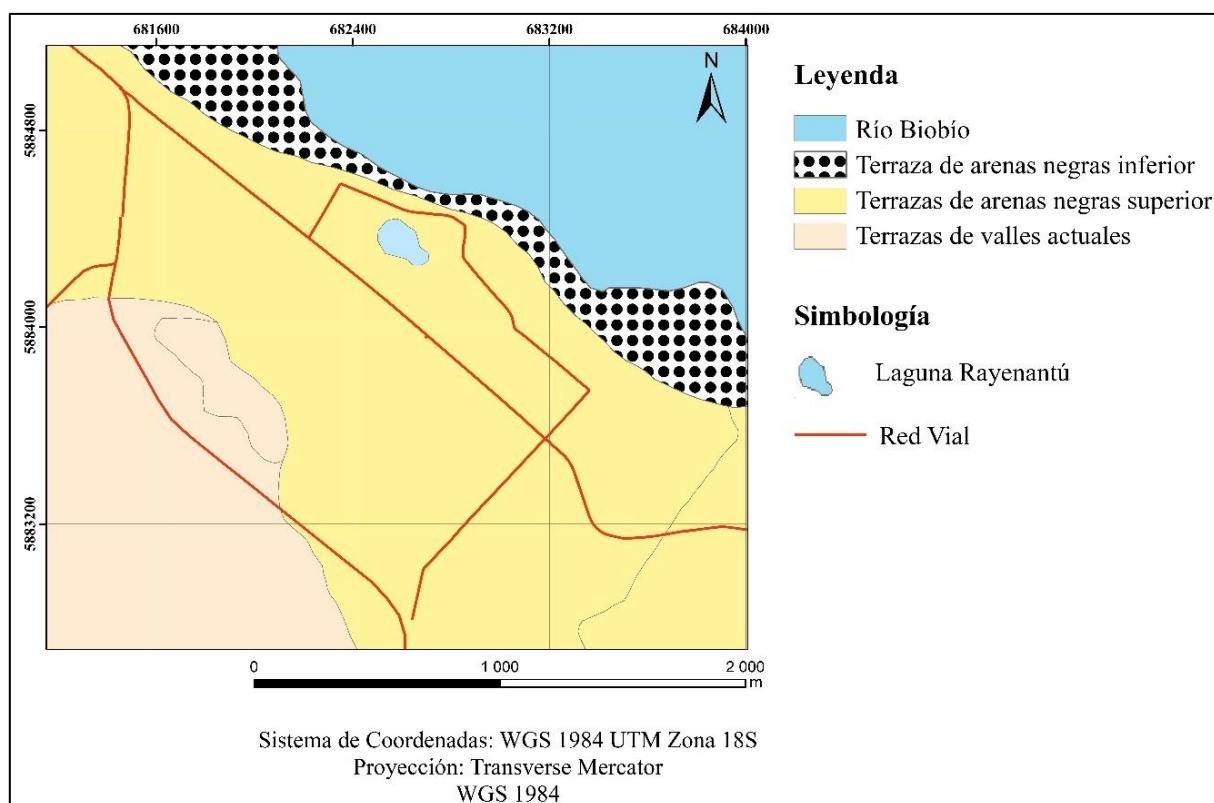 681600
682400
683200
684000
5884800
5884000
5883200
N
Leyenda
Río Biobío
Terraza de arenas negras inferior
Terrazas de arenas negras superior
Terrazas de valles actuales
Simbología
Laguna Rayenantú
Red Vial
0
1 000
2 000
m
Sistema de Coordenadas: WGS 1984 UTM Zona 18S
Proyección: Transverse Mercator
WGS 1984